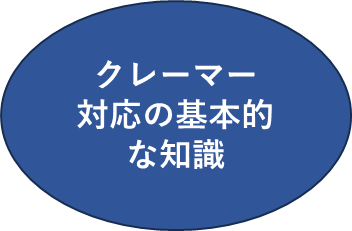 クレーマー
対応の基本的
な知識